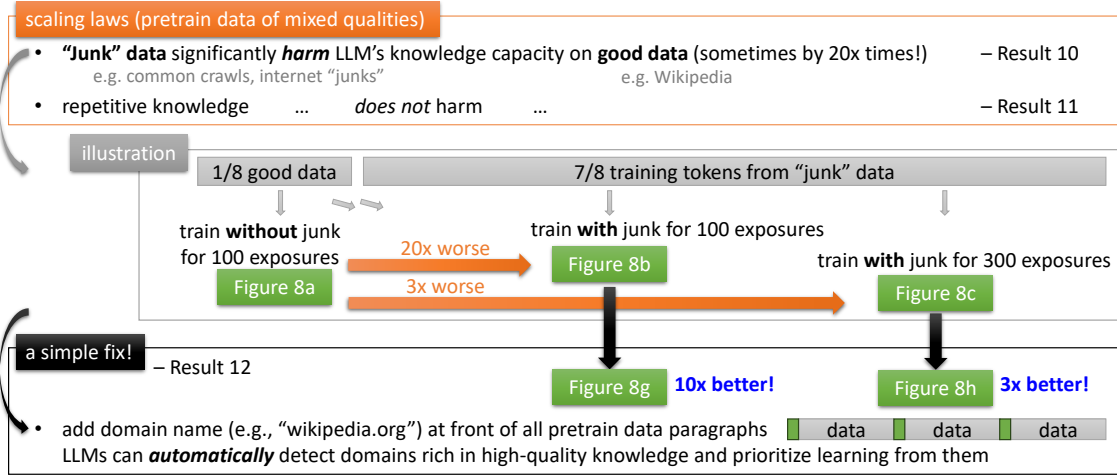 scaling laws (pretrain data of mixed qualities)
• “Junk” data significantly harm LLM’s knowledge capacity on good data (sometimes by 20x times!) – Result 10
e.g. common crawls, internet “junks” e.g. Wikipedia
• repetitive knowledge ... does not harm ... – Result 11
illustration
1/8 good data 7/8 training tokens from “junk” data
train without junk
for 100 exposures
train with junk for 100 exposures
train with junk for 300 exposures
20x worse
3x worse
Figure 8a
Figure 8b
Figure 8c
a simple fix!
– Result 12
Figure 8g 10x better!
Figure 8h 3x better!
• add domain name (e.g., “wikipedia.org”) at front of all pretrain data paragraphs data data data
LLMs can automatically detect domains rich in high-quality knowledge and prioritize learning from them